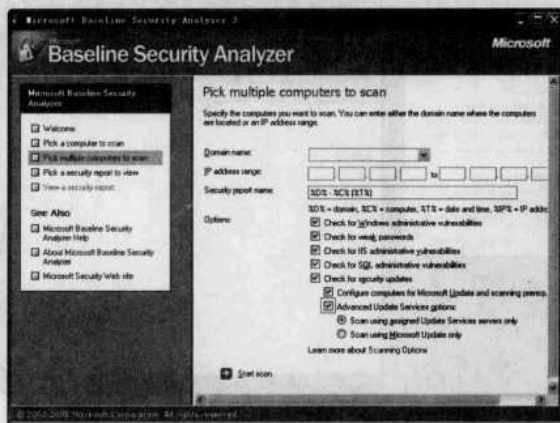 Microsoft Baseline Security Analyzer 2
Baseline Security Analyzer
Microsoft
Microsoft Baseline Security
Analyzer
Welcome
Pick a computer to scan
Pick multiple computers to scan
Pick a security report to view
View a security report
See Also
Microsoft Baseline Security
Analyzer Help
About Microsoft Baseline Security
Analyzer
Microsoft Security Web site
Pick multiple computers to scan
Specify the computers you want to scan. You can enter either the domain name where the computers
are located or an IP address range.
Domain name:
IP address range:
to
Security report name:
%D% - %C% (%T%)
%D% = domain, %C% = computer, %T% = date and time, %IP% = IP addre
Options:
Check for Windows administrative vulnerabilities
Check for weak passwords
Check for IIS administrative vulnerabilities
Check for SQL administrative vulnerabilities
Check for security updates
Configure computers for Microsoft Update and scanning prereq
Advanced Update Services options:
Scan using assigned Update Services servers only
Scan using Microsoft Update only
Learn more about Scanning Options
Start scan
Microsoft Corporation. All rights reserved.